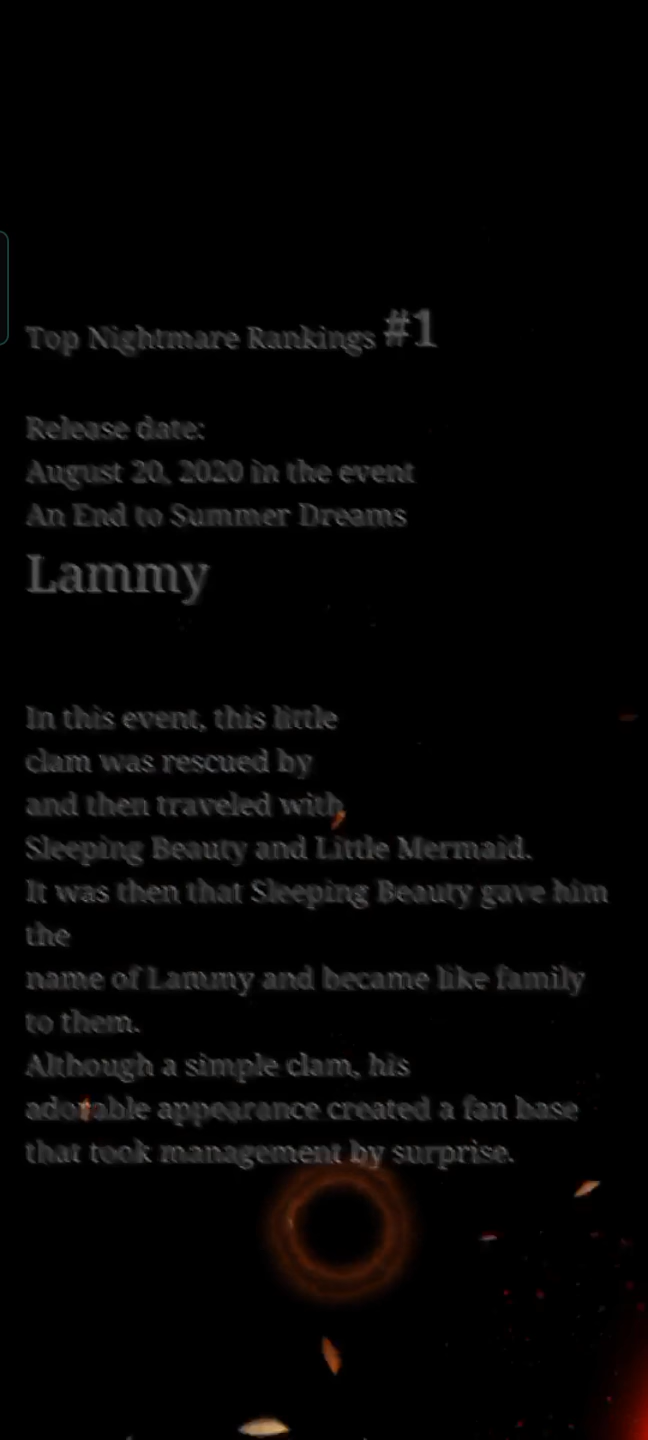 Top Nightmare Rankings #1
Release date:
August 20, 2020 in the event
An End to Summer Dreams
Lammy
In this event, this little
clam was rescued by
and then traveled with
Sleeping Beauty and Little Mermaid.
It was then that Sleeping Beauty gave him
the
name of Lammy and became like family
to them.
Although a simple clam, his
adorable appearance created a fan base
that took management by surprise.